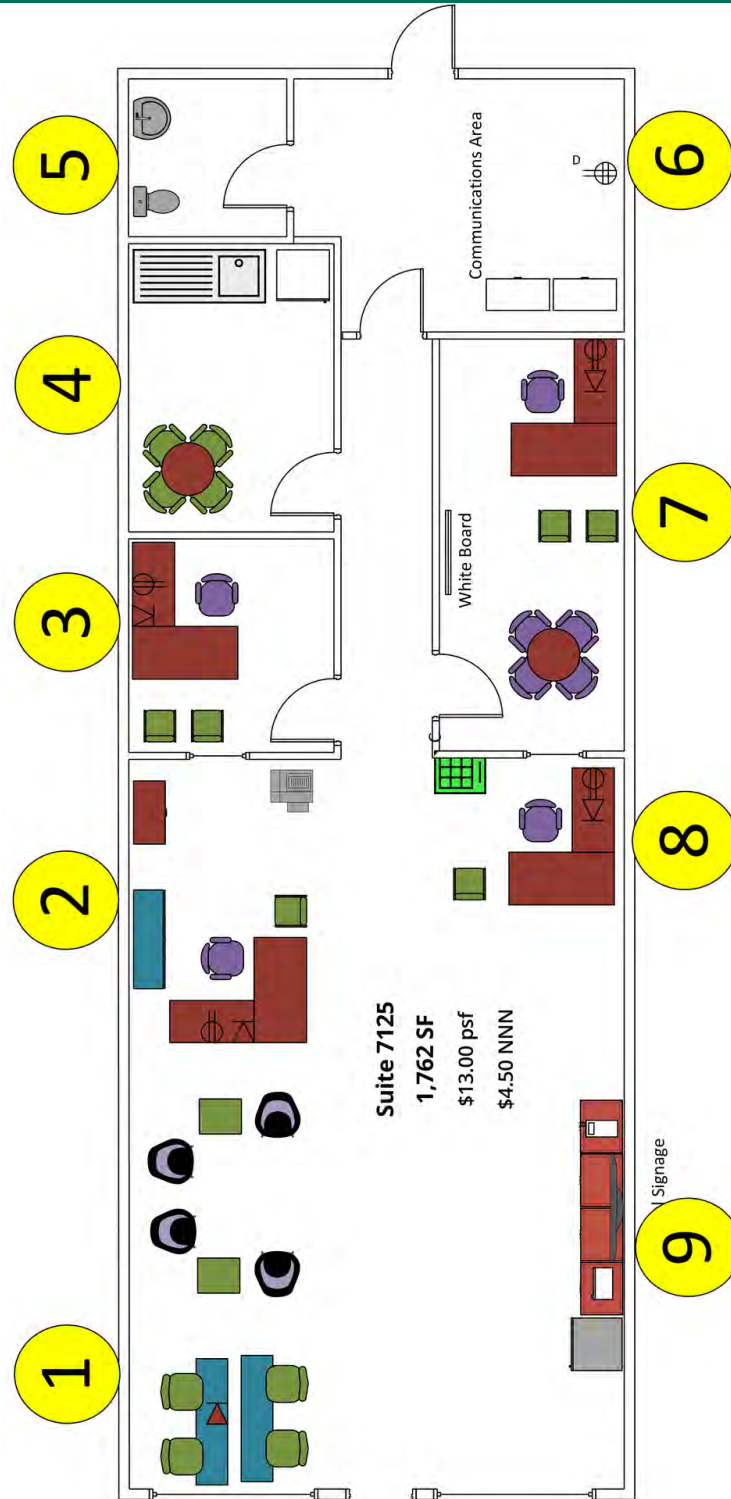 1
2
3
4
5
6
7
8
9
Communications Area
D
White Board
Suite 7125
1,762 SF
$13.00 psf
$4.50 NNN
Signage